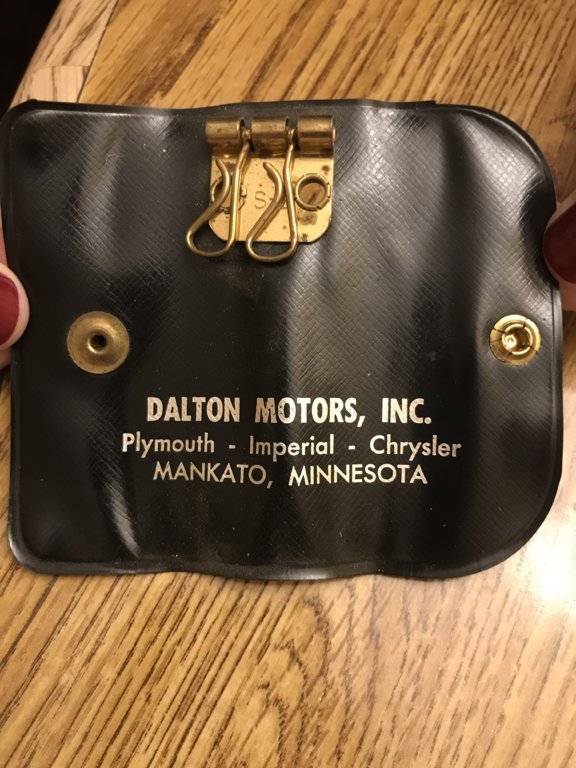 DALTON MOTORS, INC.
Plymouth - Imperial - Chrysler
MANKATO, MINNESOTA